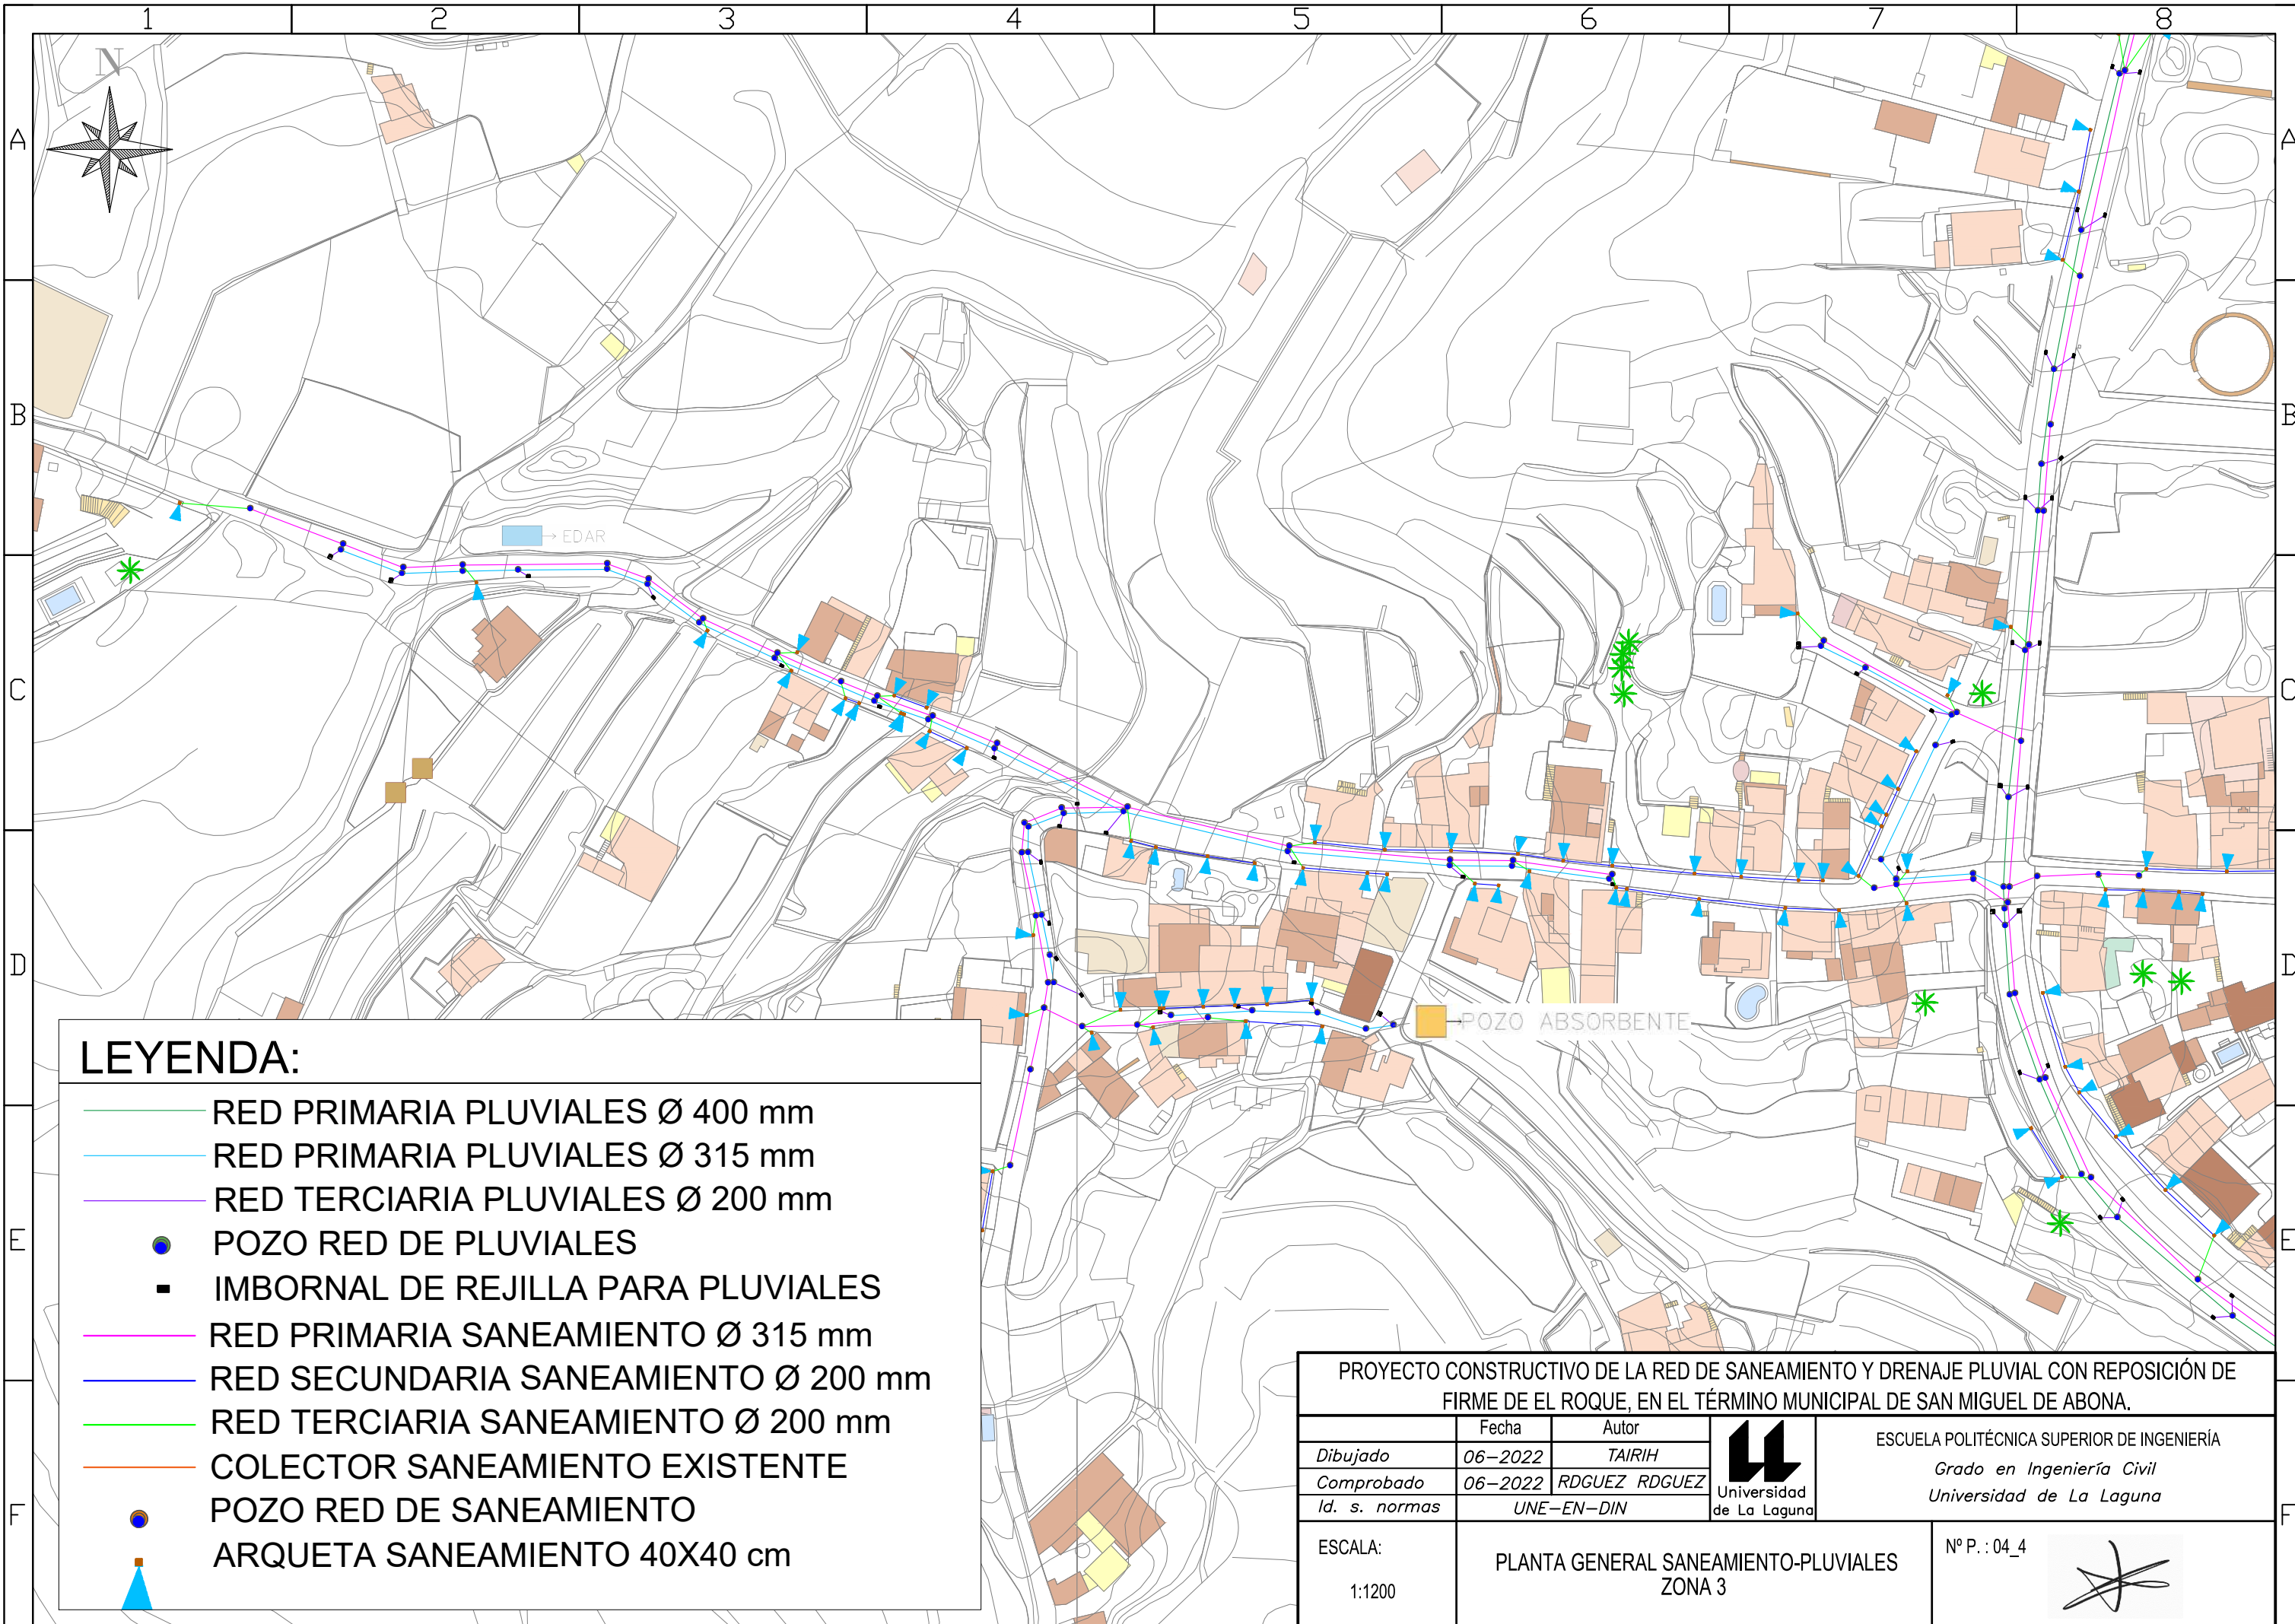 1 2 3 4 5 6 7 8
N
A A
B B
→ EDAR
C C
D D
→ POZO ABSORBENTE
E E
F F
LEYENDA:
RED PRIMARIA PLUVIALES Ø 400 mm
RED PRIMARIA PLUVIALES Ø 315 mm
RED TERCIARIA PLUVIALES Ø 200 mm
POZO RED DE PLUVIALES
IMBORNAL DE REJILLA PARA PLUVIALES
RED PRIMARIA SANEAMIENTO Ø 315 mm
RED SECUNDARIA SANEAMIENTO Ø 200 mm
RED TERCIARIA SANEAMIENTO Ø 200 mm
COLECTOR SANEAMIENTO EXISTENTE
POZO RED DE SANEAMIENTO
ARQUETA SANEAMIENTO 40X40 cm
PROYECTO CONSTRUCTIVO DE LA RED DE SANEAMIENTO Y DRENAJE PLUVIAL CON REPOSICIÓN DE
FIRME DE EL ROQUE, EN EL TÉRMINO MUNICIPAL DE SAN MIGUEL DE ABONA.
Fecha Autor
Dibujado 06-2022 TAIRIH
Comprobado 06-2022 RDGUEZ RDGUEZ
Id. s. normas UNE-EN-DIN
Universidad
de La Laguna
ESCUELA POLITÉCNICA SUPERIOR DE INGENIERÍA
Grado en Ingeniería Civil
Universidad de La Laguna
ESCALA:
1:1200
PLANTA GENERAL SANEAMIENTO-PLUVIALES
ZONA 3
Nº P. : 04_4